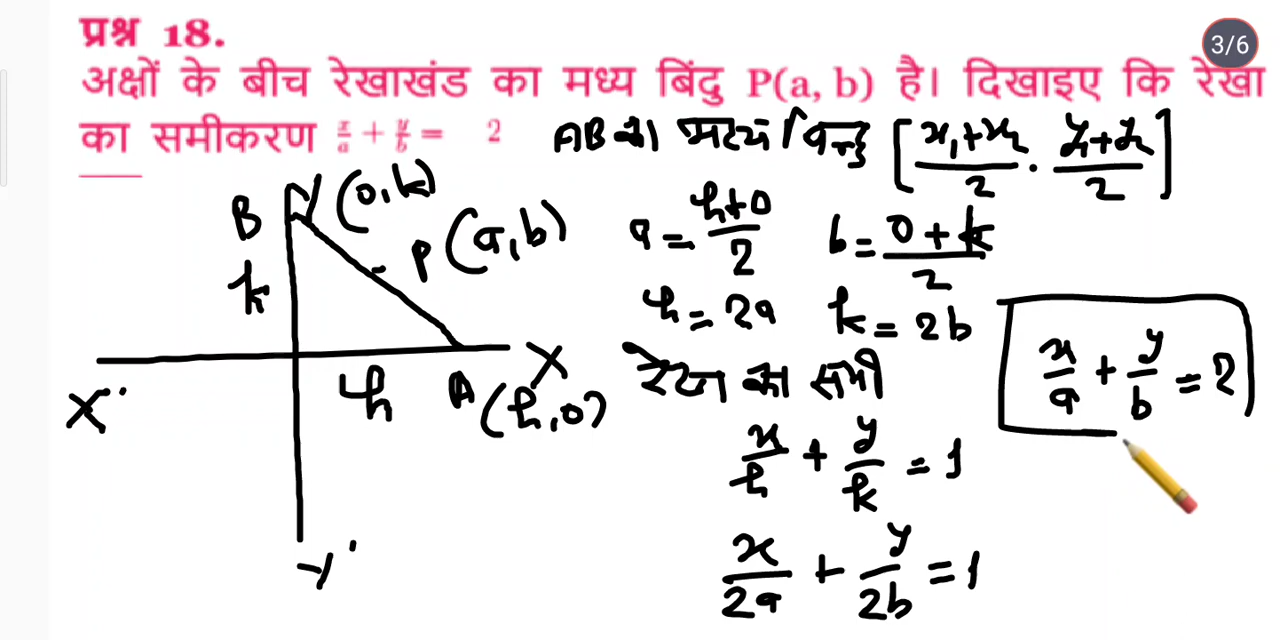 प्रश्न 18.
3/6
अक्षों के बीच रेखाखंड का मध्य बिंदु P(a, b) है। दिखाइए कि रेखा
का समीकरण x/a + y/b = 2
AB का मध्य बिन्दु [x₁+x₂/2 . y₁+y₂/2]
Y
B (0,k)
P (a,b)
a = h+0/2 b = 0+k/2
k
h = 2a k = 2b
x/a + y/b = 2
X' h A X
(h,0)
रेखा का समी
x/h + y/k = 1
Y'
x/2a + y/2b = 1